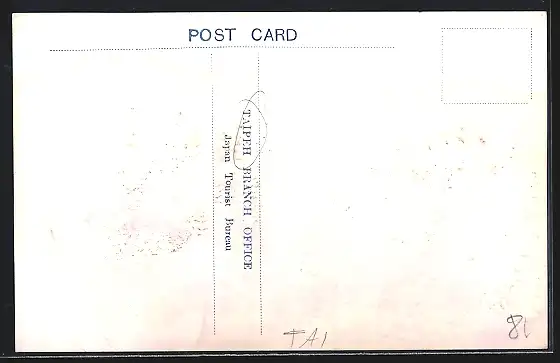 POST CARD
TAIPEH BRANCH OFFICE
Japan Tourist Bureau
TAI
81